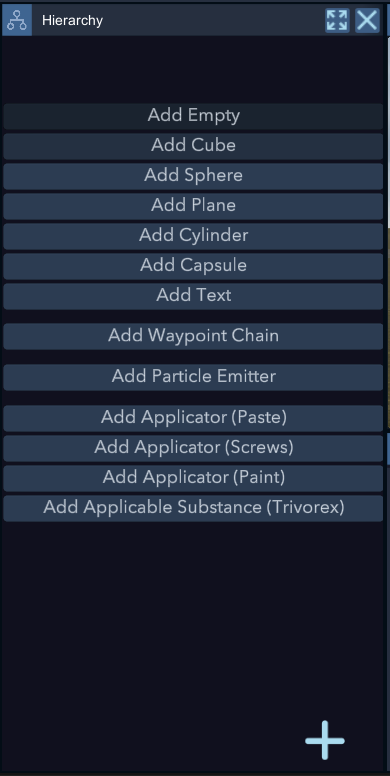 Hierarchy
Add Empty
Add Cube
Add Sphere
Add Plane
Add Cylinder
Add Capsule
Add Text
Add Waypoint Chain
Add Particle Emitter
Add Applicator (Paste)
Add Applicator (Screws)
Add Applicator (Paint)
Add Applicable Substance (Trivorex)